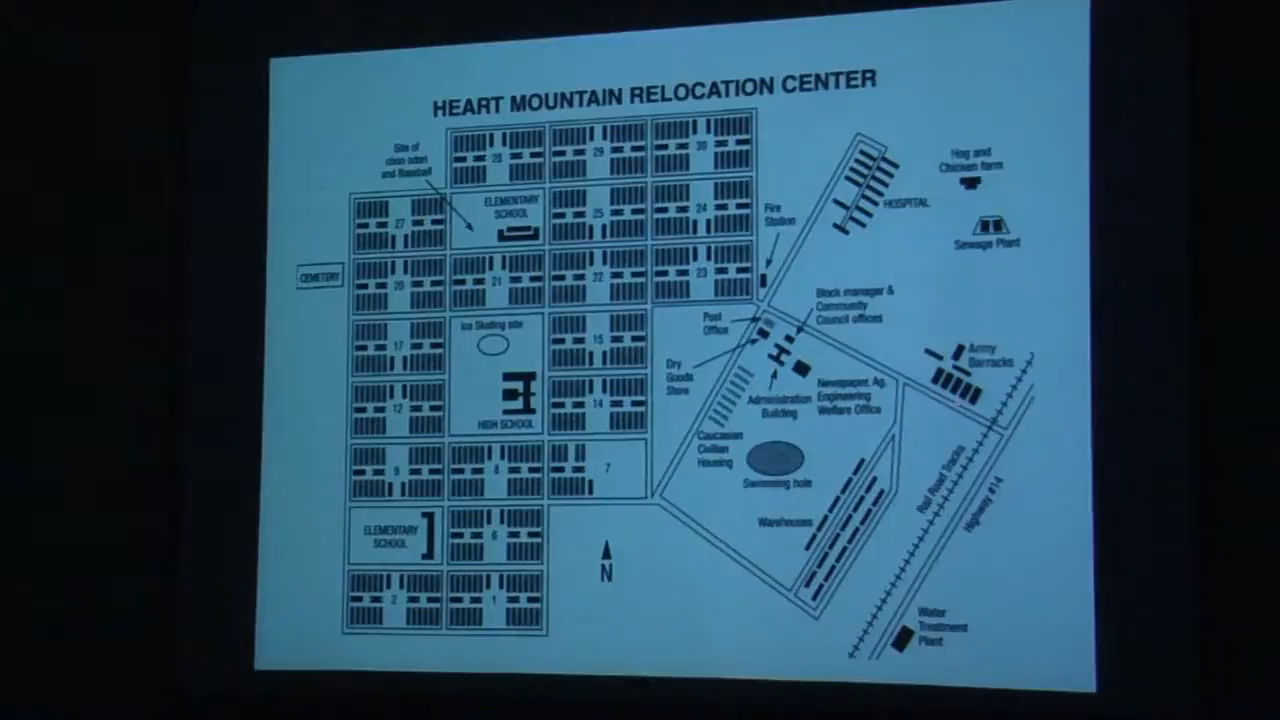 HEART MOUNTAIN RELOCATION CENTER
Site of
obon odori
and Baseball
28
29
30
Hog and
Chicken farm
27
ELEMENTARY
SCHOOL
25
24
Fire
Station
HOSPITAL
Sewage Plant
CEMETERY
20
21
22
23
Block manager &
Community
Council offices
Post
Office
Ice Skating site
17
15
Dry
Goods
Store
Army
Barracks
Administration
Building
Newspaper, Ag.
Engineering
Welfare Office
12
HIGH SCHOOL
14
Caucasian
Civilian
Housing
9
8
7
Swimming hole
Rail Road Tracks
Highway #14
ELEMENTARY
SCHOOL
6
Warehouses
N
2
1
Water
Treatment
Plant